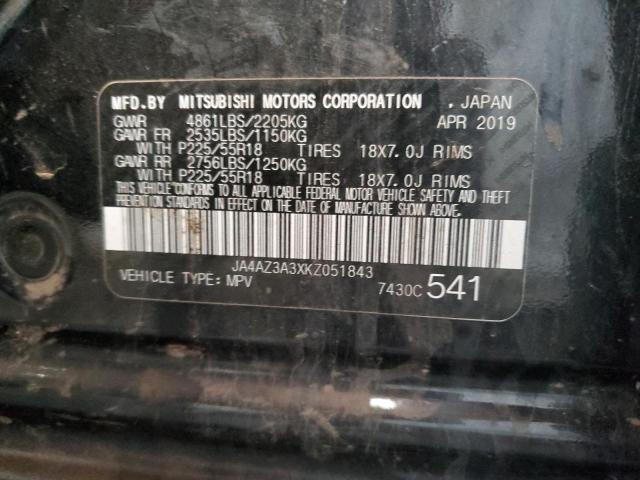 MFD.BY MITSUBISHI MOTORS CORPORATION . JAPAN
GVWR 4861LBS/2205KG APR 2019
GAWR FR 2535LBS/1150KG
WITH P225/55R18 TIRES 18X7.0J RIMS
GAWR RR 2756LBS/1250KG
WITH P225/55R18 TIRES 18X7.0J RIMS
THIS VEHICLE CONFORMS TO ALL APPLICABLE FEDERAL MOTOR VEHICLE SAFETY AND THEFT
PREVENTION STANDARDS IN EFFECT ON THE DATE OF MANUFACTURE SHOWN ABOVE.
JA4AZ3A3XKZ051843
VEHICLE TYPE: MPV 7430C 541